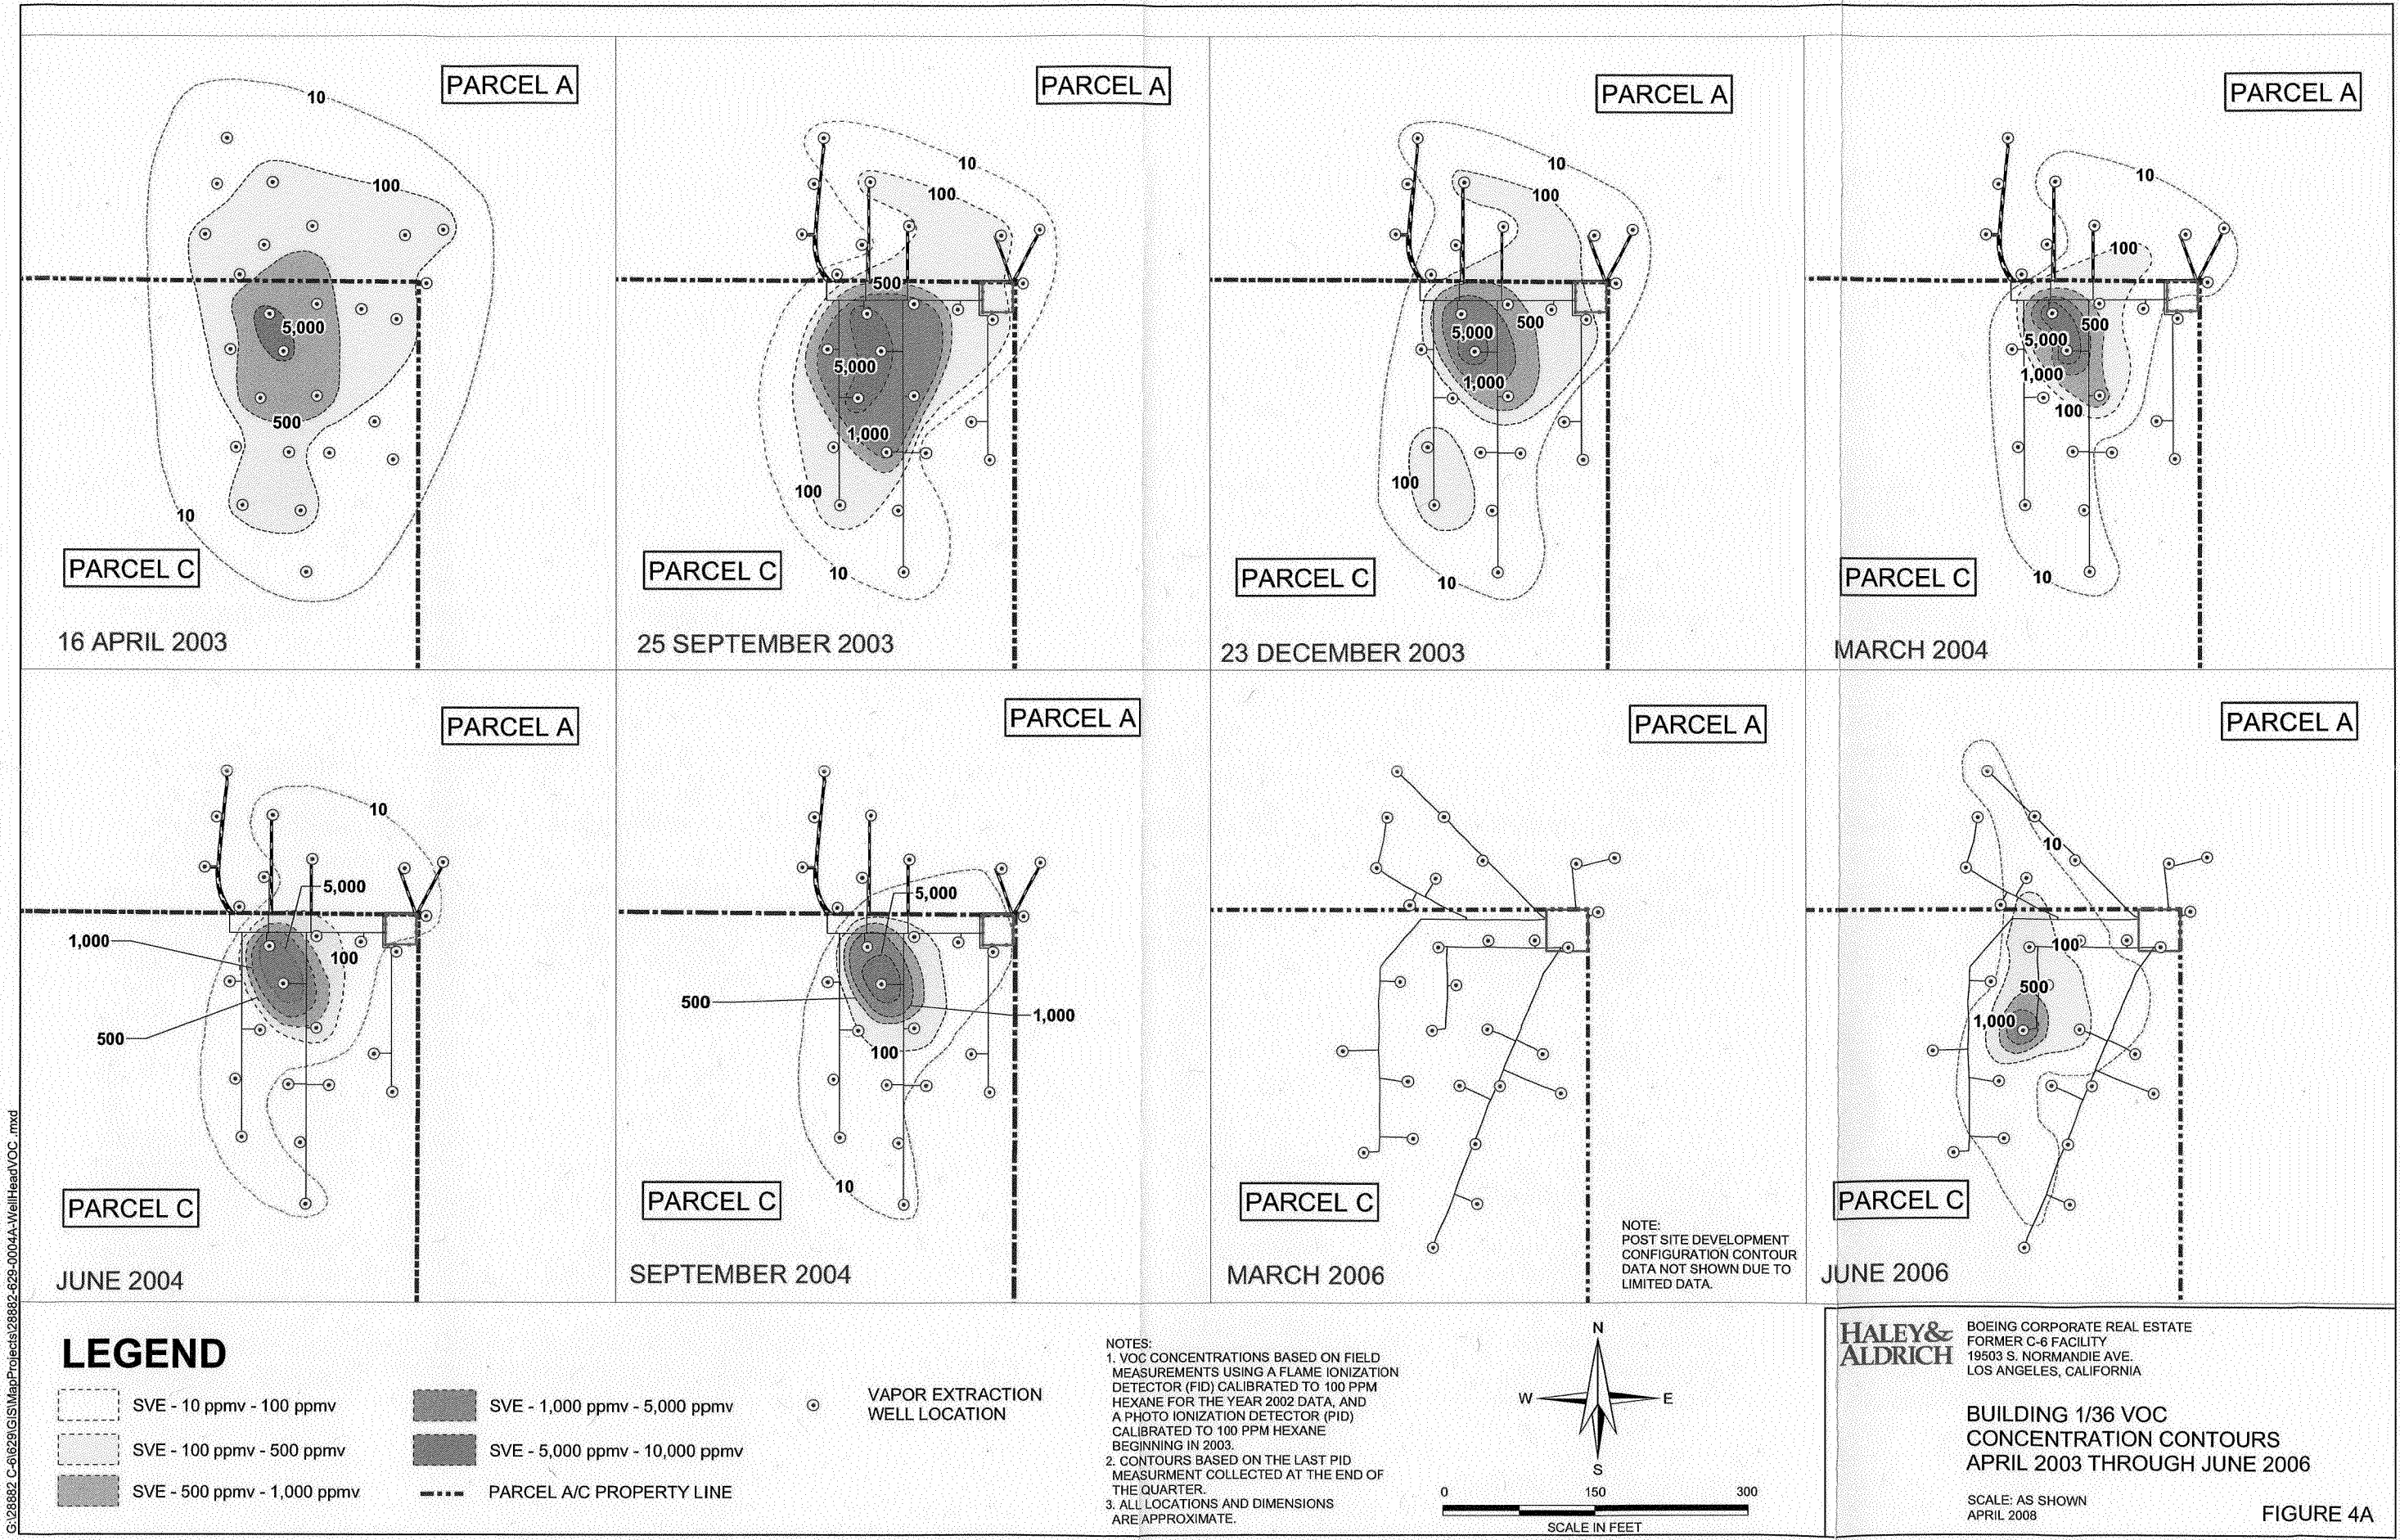 PARCEL A
10
100
5,000
500
10
PARCEL C
16 APRIL 2003
PARCEL A
10
100
500
5,000
1,000
100
10
PARCEL C
25 SEPTEMBER 2003
PARCEL A
10
100
500
5,000
1,000
100
10
PARCEL C
23 DECEMBER 2003
PARCEL A
10
100
500
5,000
1,000
100
10
PARCEL C
MARCH 2004
PARCEL A
10
5,000
1,000
100
500
PARCEL C
JUNE 2004
PARCEL A
5,000
500
1,000
100
10
PARCEL C
SEPTEMBER 2004
PARCEL A
PARCEL C
NOTE:
POST SITE DEVELOPMENT
CONFIGURATION CONTOUR
DATA NOT SHOWN DUE TO
LIMITED DATA.
MARCH 2006
PARCEL A
10
100
500
1,000
PARCEL C
JUNE 2006
G:\28882 C-6\629\GIS\MapProjects\28882-629-0004A-WellHeadVOC .mxd
LEGEND
SVE - 10 ppmv - 100 ppmv
SVE - 100 ppmv - 500 ppmv
SVE - 500 ppmv - 1,000 ppmv
SVE - 1,000 ppmv - 5,000 ppmv
SVE - 5,000 ppmv - 10,000 ppmv
PARCEL A/C PROPERTY LINE
VAPOR EXTRACTION
WELL LOCATION
NOTES:
1. VOC CONCENTRATIONS BASED ON FIELD
MEASUREMENTS USING A FLAME IONIZATION
DETECTOR (FID) CALIBRATED TO 100 PPM
HEXANE FOR THE YEAR 2002 DATA, AND
A PHOTO IONIZATION DETECTOR (PID)
CALIBRATED TO 100 PPM HEXANE
BEGINNING IN 2003.
2. CONTOURS BASED ON THE LAST PID
MEASURMENT COLLECTED AT THE END OF
THE QUARTER.
3. ALL LOCATIONS AND DIMENSIONS
ARE APPROXIMATE.
N
W
E
S
0 150 300
SCALE IN FEET
HALEY&
ALDRICH
BOEING CORPORATE REAL ESTATE
FORMER C-6 FACILITY
19503 S. NORMANDIE AVE.
LOS ANGELES, CALIFORNIA
BUILDING 1/36 VOC
CONCENTRATION CONTOURS
APRIL 2003 THROUGH JUNE 2006
SCALE: AS SHOWN
APRIL 2008
FIGURE 4A